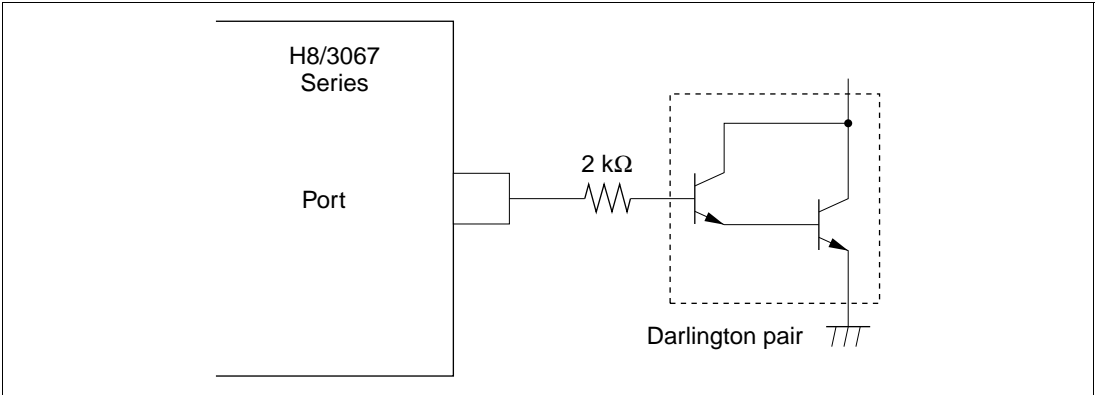 H8/3067
Series
2 kΩ
Port
Darlington pair